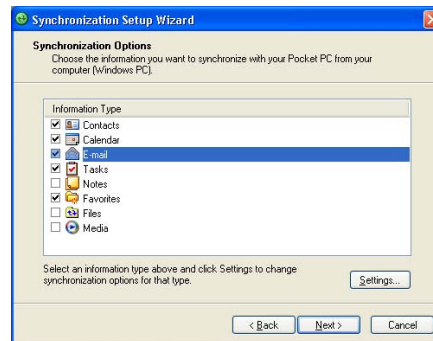 Synchronization Setup Wizard
Synchronization Options
Choose the information you want to synchronize with your Pocket PC from your
computer (Windows PC).
Information Type
Contacts
Calendar
E-mail
Tasks
Notes
Favorites
Files
Media
Select an information type above and click Settings to change
synchronization options for that type.
Settings...
< Back
Next >
Cancel